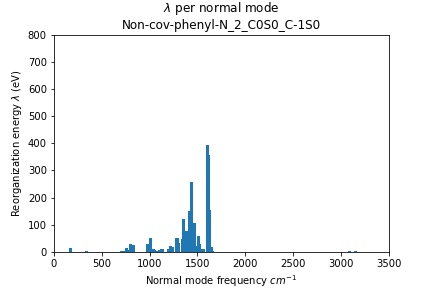 λ per normal mode
Non-cov-phenyl-N_2_C0S0_C-1S0
800
700
600
500
400
300
200
100
0
Reorganization energy λ (eV)
0 500 1000 1500 2000 2500 3000 3500
Normal mode frequency cm⁻¹